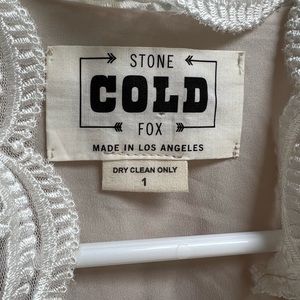 STONE
COLD
FOX
MADE IN LOS ANGELES
DRY CLEAN ONLY
1